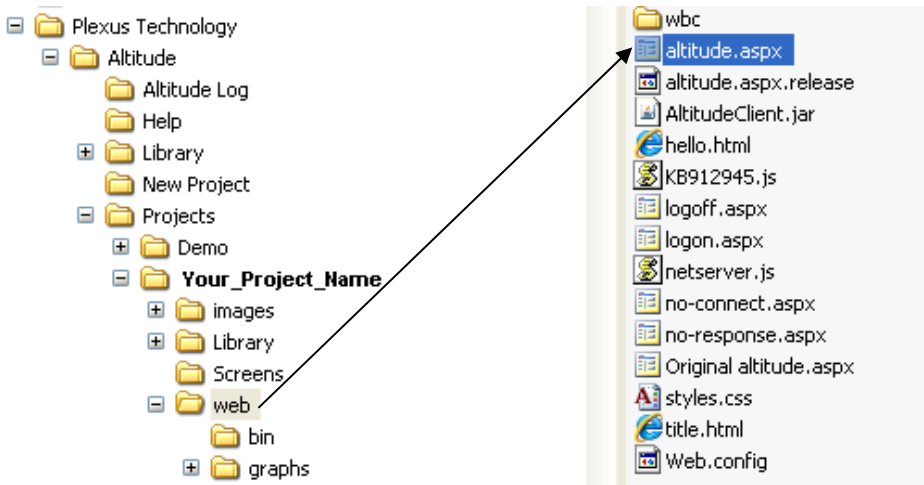 Plexus Technology
Altitude
Altitude Log
Help
Library
New Project
Projects
Demo
Your_Project_Name
images
Library
Screens
web
bin
graphs
wbc
altitude.aspx
altitude.aspx.release
AltitudeClient.jar
hello.html
KB912945.js
logoff.aspx
logon.aspx
netserver.js
no-connect.aspx
no-response.aspx
Original altitude.aspx
styles.css
title.html
Web.config